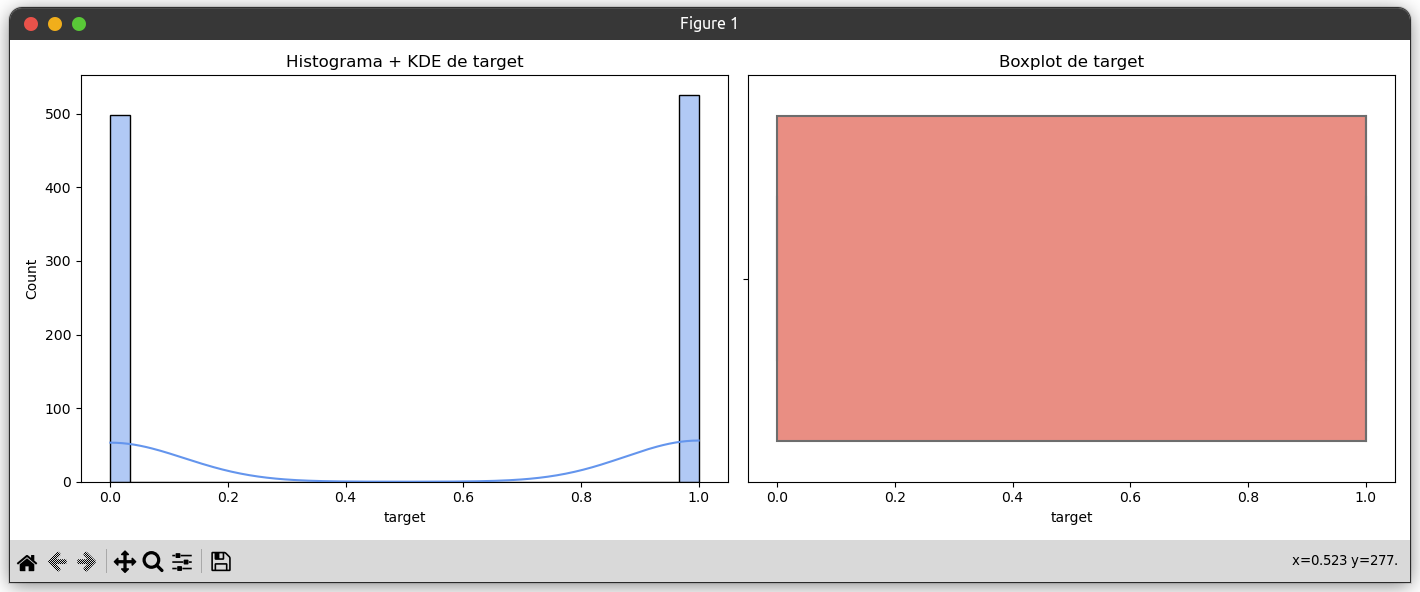 Figure 1
Histograma + KDE de target
Count
500
400
300
200
100
0
0.0 0.2 0.4 0.6 0.8 1.0
target
Boxplot de target
0.0 0.2 0.4 0.6 0.8 1.0
target
x=0.523 y=277.